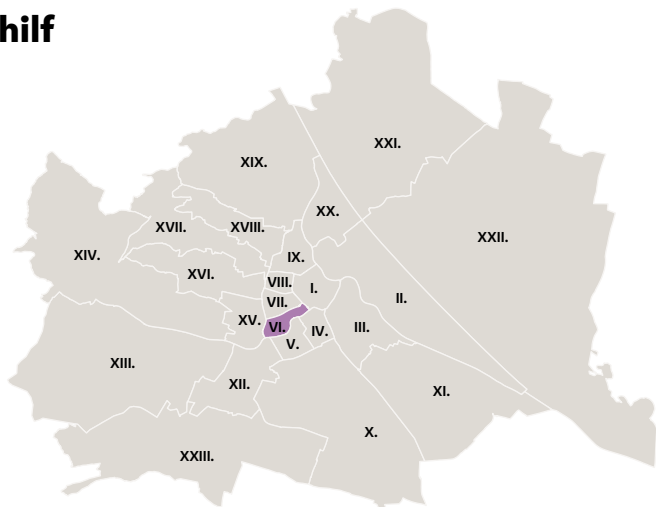 hilf
XXI.
XIX.
XX.
XVII.
XVIII.
XXII.
XIV.
IX.
XVI.
VIII.
I.
VII.
II.
XV.
VI.
IV.
III.
V.
XIII.
XII.
XI.
X.
XXIII.